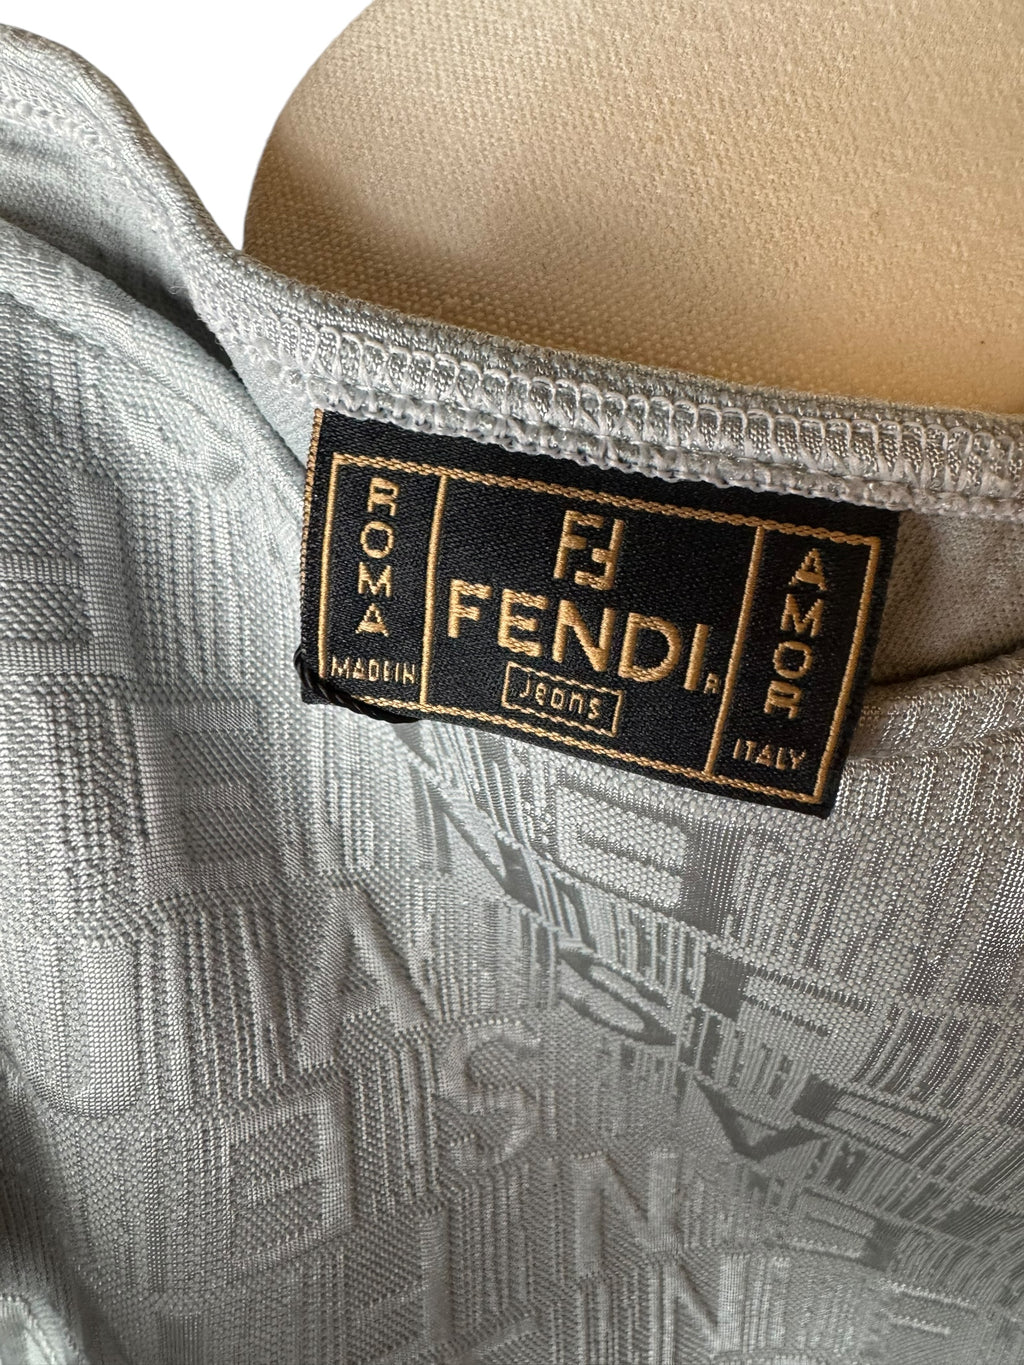 ROMA
MADE IN
FF
FENDI®
Jeans
AMOR
ITALY